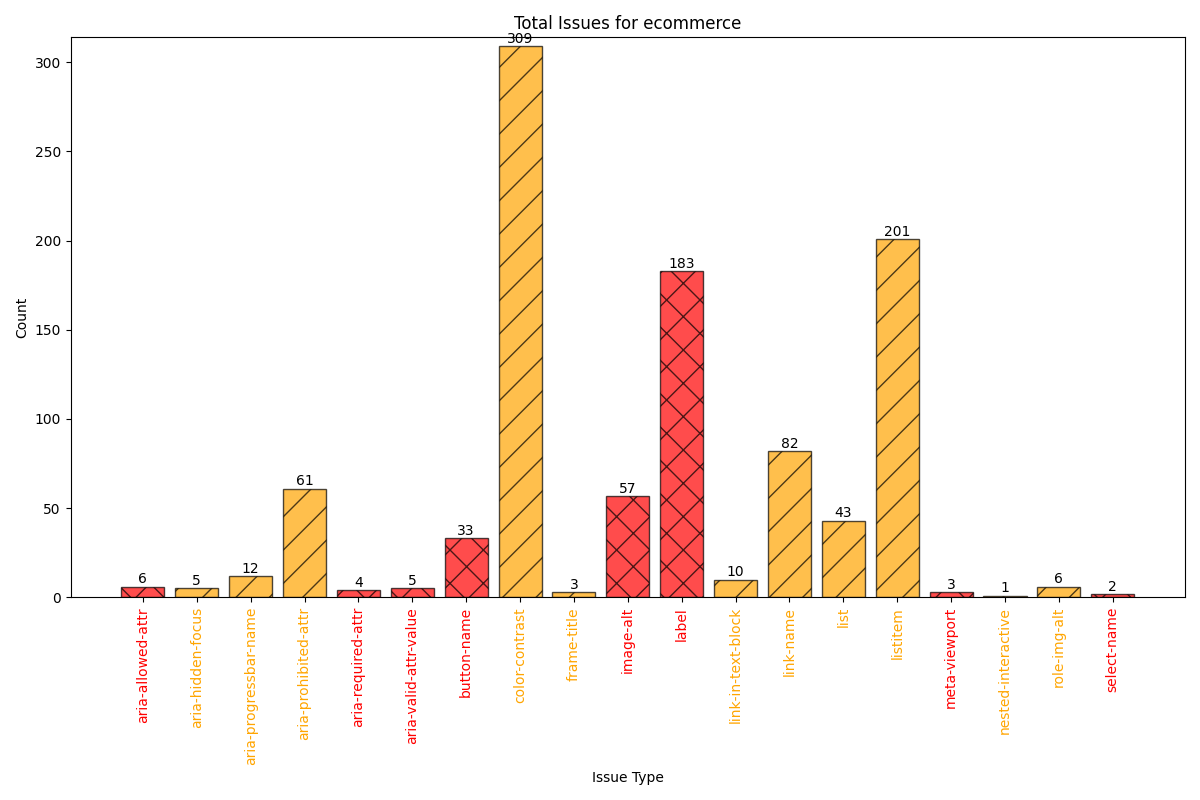 Total Issues for ecommerce
Count
300
250
200
150
100
50
0
6
5
12
61
4
5
33
309
3
57
183
10
82
43
201
3
1
6
2
aria-allowed-attr
aria-hidden-focus
aria-progressbar-name
aria-prohibited-attr
aria-required-attr
aria-valid-attr-value
button-name
color-contrast
frame-title
image-alt
label
link-in-text-block
link-name
list
listitem
meta-viewport
nested-interactive
role-img-alt
select-name
Issue Type